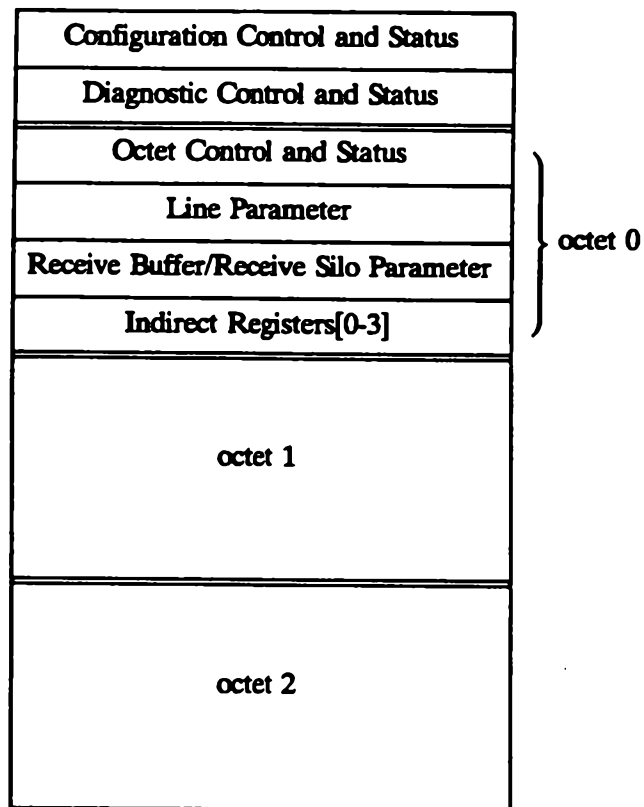 Configuration Control and Status
Diagnostic Control and Status
Octet Control and Status
Line Parameter
octet 0
Receive Buffer/Receive Silo Parameter
Indirect Registers[0-3]
octet 1
octet 2